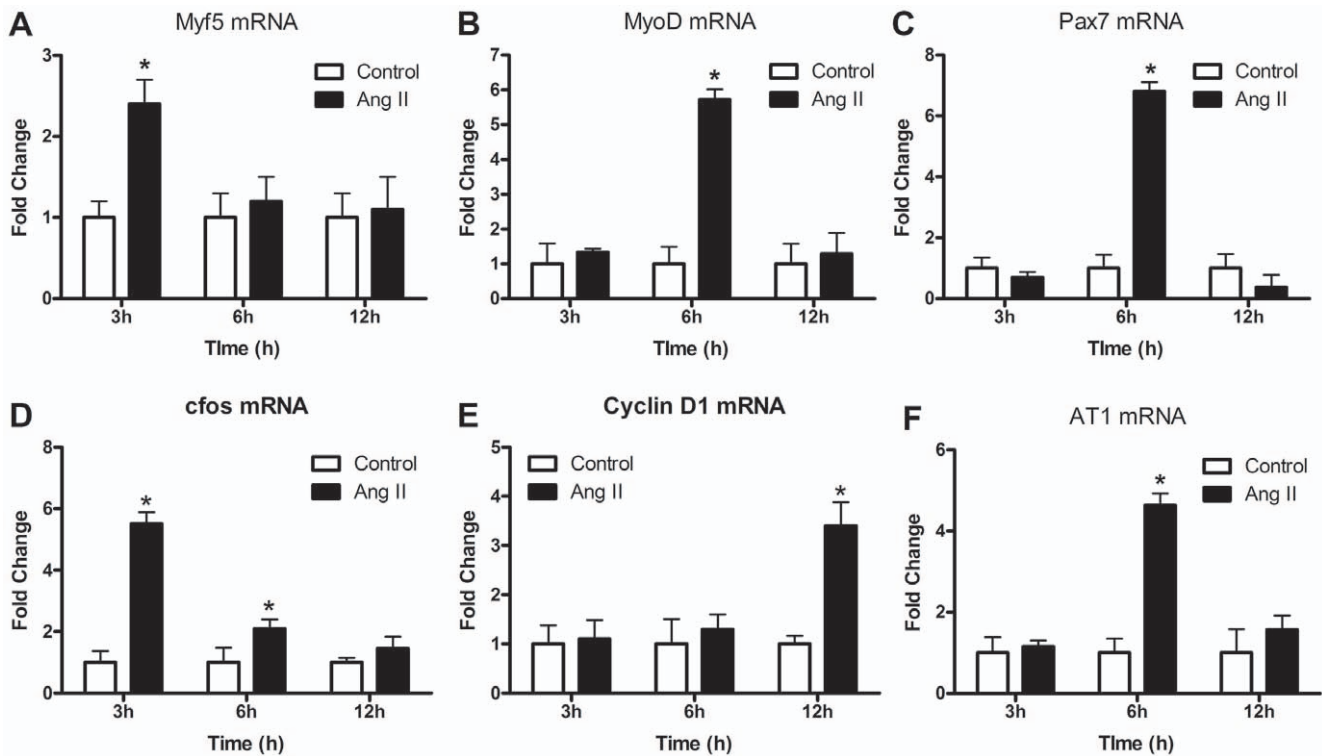 A
Myf5 mRNA
Fold Change
3
2
1
0
*
Control
Ang II
3h 6h 12h
TIme (h)
B
MyoD mRNA
Fold Change
7
6
5
4
3
2
1
0
*
Control
Ang II
3h 6h 12h
TIme (h)
C
Pax7 mRNA
Fold Change
8
6
4
2
0
*
Control
Ang II
3h 6h 12h
TIme (h)
D
cfos mRNA
Fold Change
8
6
4
2
0
*
*
Control
Ang II
3h 6h 12h
Time (h)
E
Cyclin D1 mRNA
Fold Change
5
4
3
2
1
0
*
Control
Ang II
3h 6h 12h
Time (h)
F
AT1 mRNA
Fold Change
6
4
2
0
*
Control
Ang II
3h 6h 12h
TIme (h)